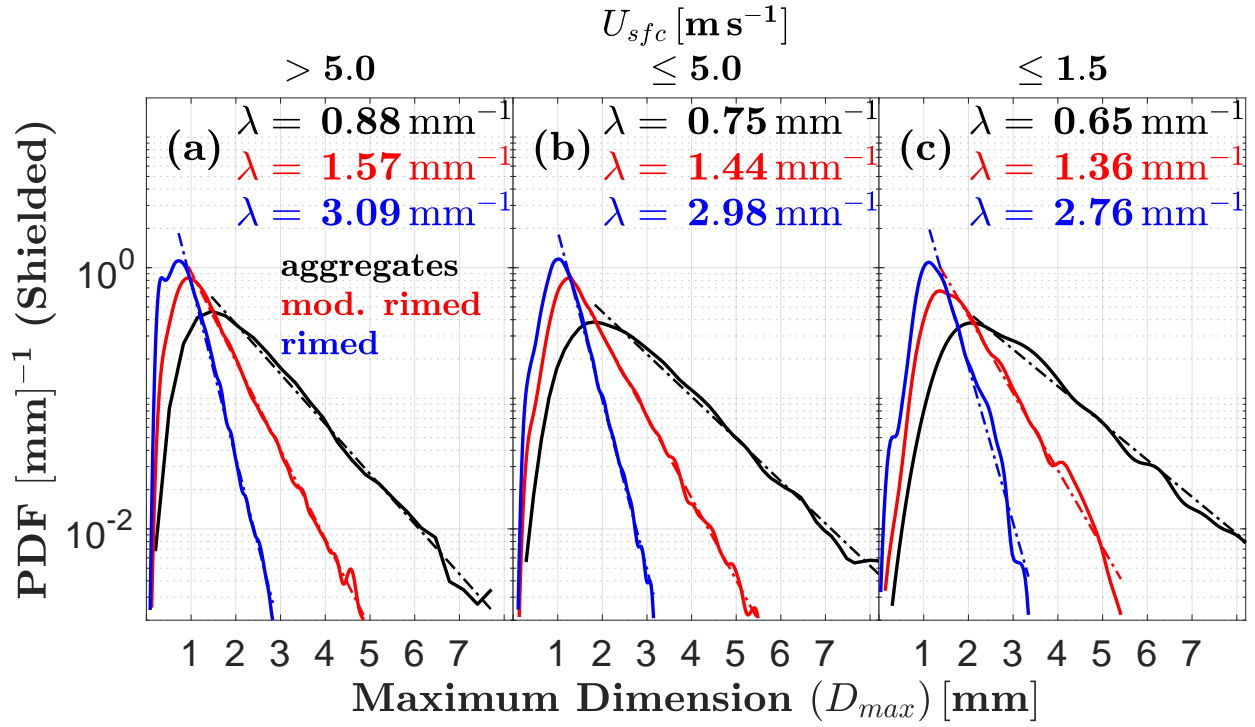 U_sfc [m s⁻¹]
> 5.0
≤ 5.0
≤ 1.5
PDF [mm]⁻¹ (Shielded)
10⁰
10⁻²
(a)
λ = 0.88 mm⁻¹
λ = 1.57 mm⁻¹
λ = 3.09 mm⁻¹
aggregates
mod. rimed
rimed
(b)
λ = 0.75 mm⁻¹
λ = 1.44 mm⁻¹
λ = 2.98 mm⁻¹
(c)
λ = 0.65 mm⁻¹
λ = 1.36 mm⁻¹
λ = 2.76 mm⁻¹
1 2 3 4 5 6 7
1 2 3 4 5 6 7
1 2 3 4 5 6 7
Maximum Dimension (D_max) [mm]